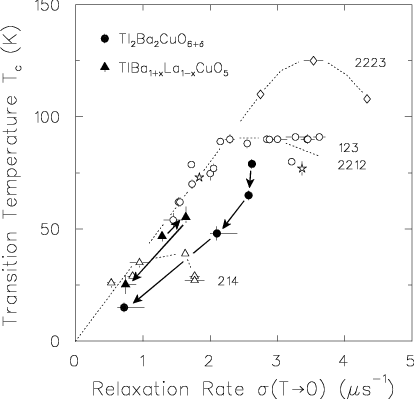 150
Tl₂Ba₂CuO₆₊δ
TlBa₁₊ₓLa₁₋ₓCuO₅
2223
100
123
2212
50
214
0
0 1 2 3 4 5
Transition Temperature T_c (K)
Relaxation Rate σ(T→0) (μs⁻¹)